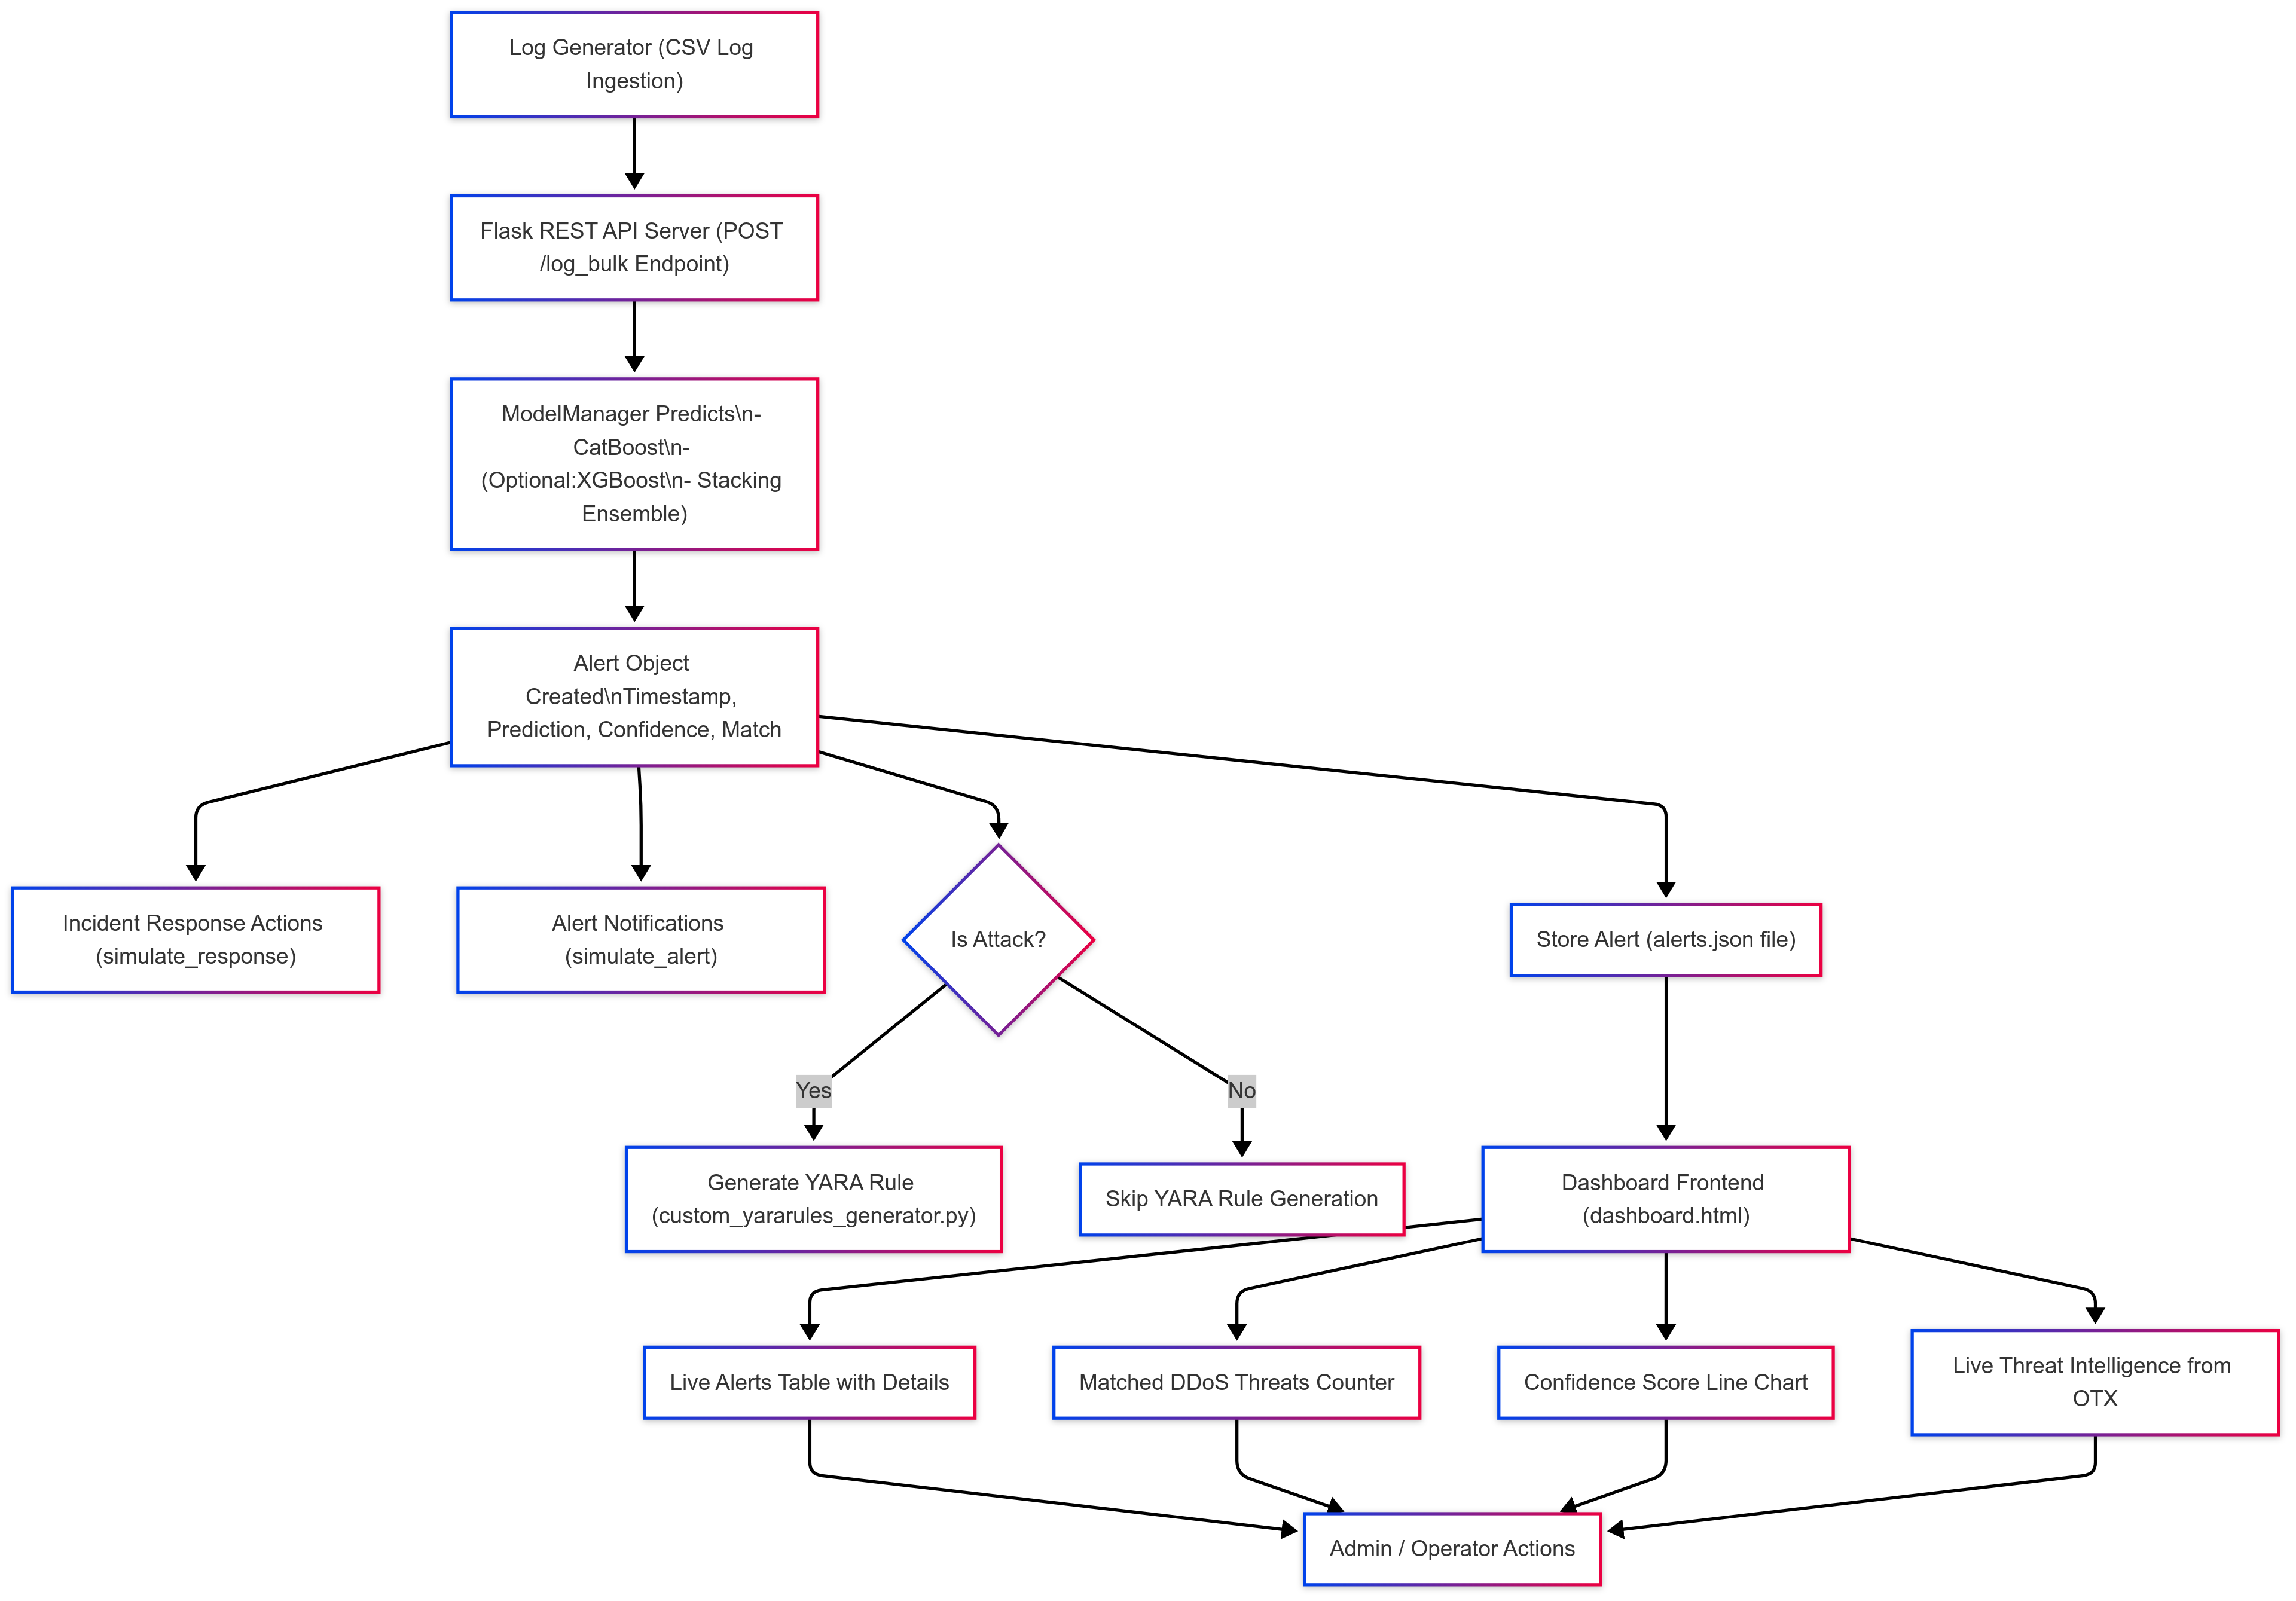 Log Generator (CSV Log
Ingestion)
Flask REST API Server (POST
/log_bulk Endpoint)
ModelManager Predicts\n-
CatBoost\n-
(Optional:XGBoost\n- Stacking
Ensemble)
Alert Object
Created\nTimestamp,
Prediction, Confidence, Match
Incident Response Actions
(simulate_response)
Alert Notifications
(simulate_alert)
Is Attack?
Store Alert (alerts.json file)
Yes
No
Generate YARA Rule
(custom_yararules_generator.py)
Skip YARA Rule Generation
Dashboard Frontend
(dashboard.html)
Live Alerts Table with Details
Matched DDoS Threats Counter
Confidence Score Line Chart
Live Threat Intelligence from
OTX
Admin / Operator Actions